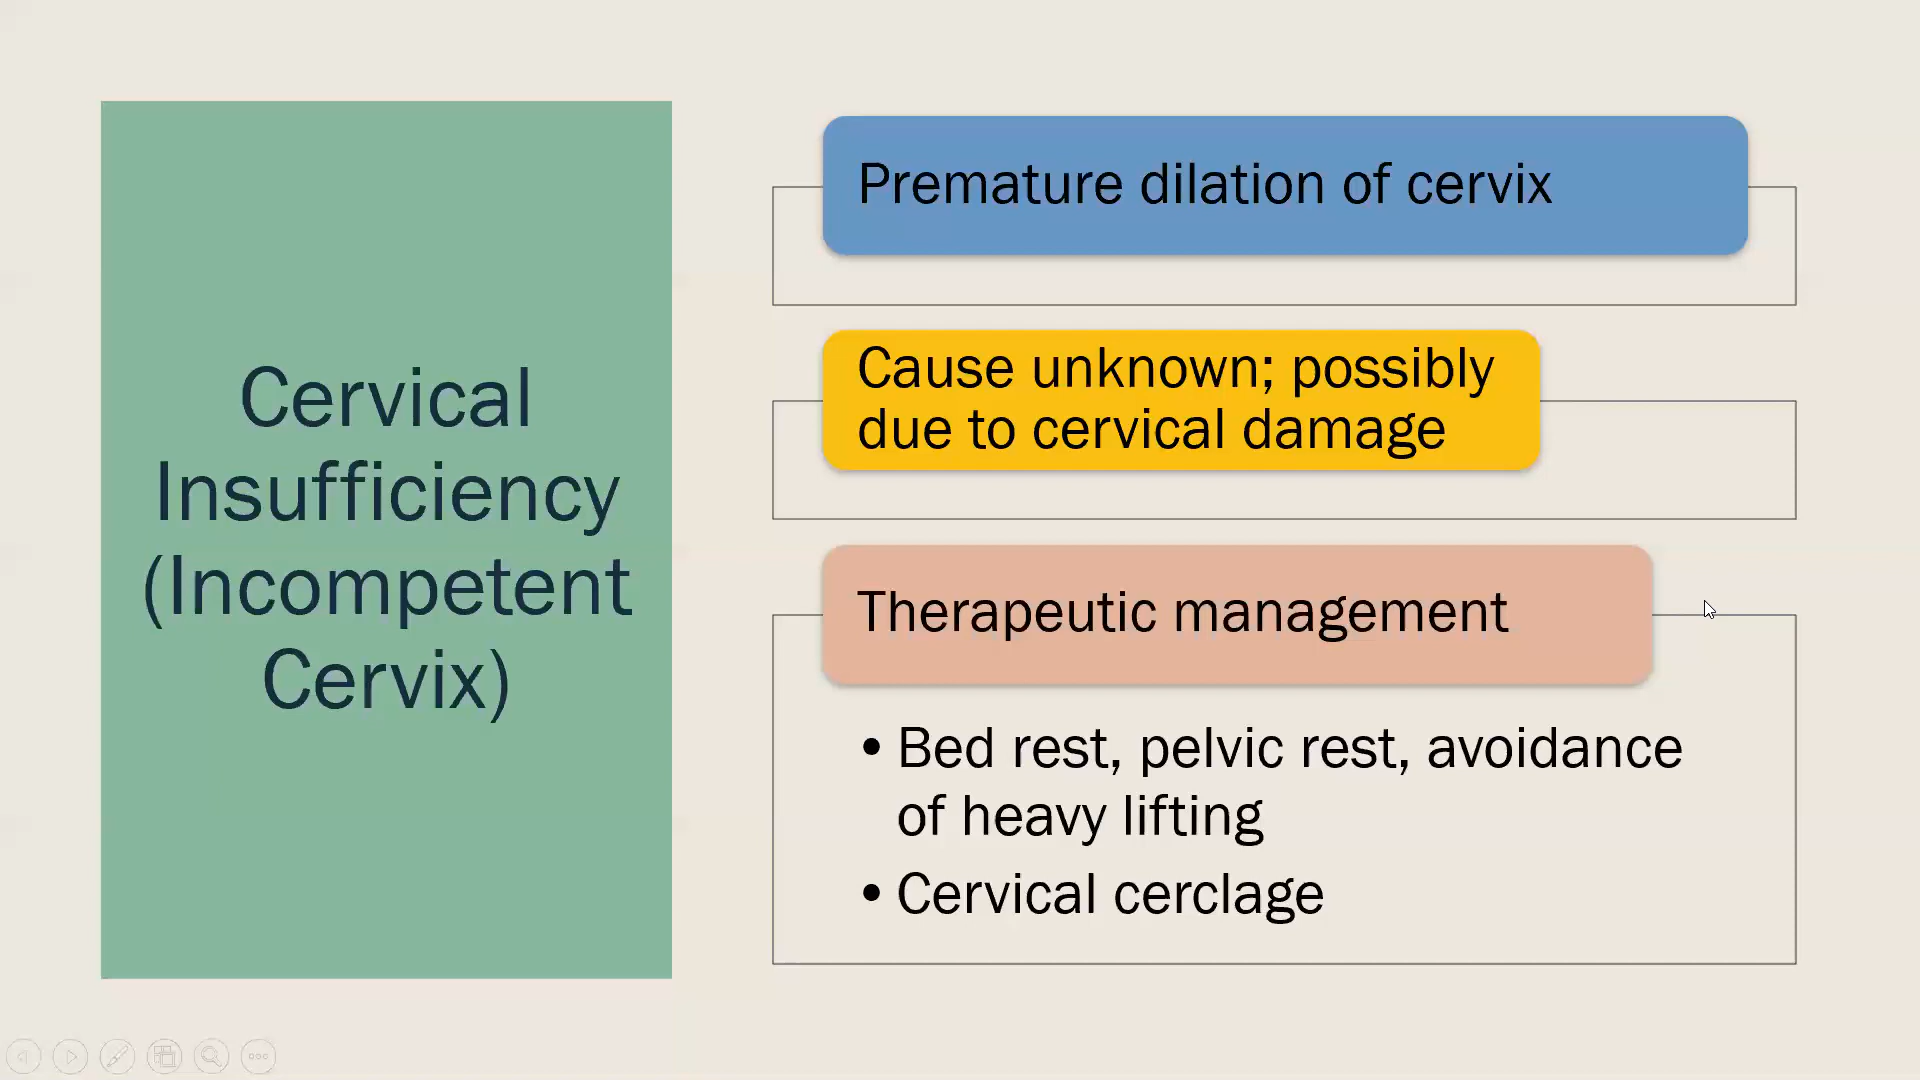 Cervical
Insufficiency
(Incompetent
Cervix)
Premature dilation of cervix
Cause unknown; possibly
due to cervical damage
Therapeutic management
• Bed rest, pelvic rest, avoidance
of heavy lifting
• Cervical cerclage